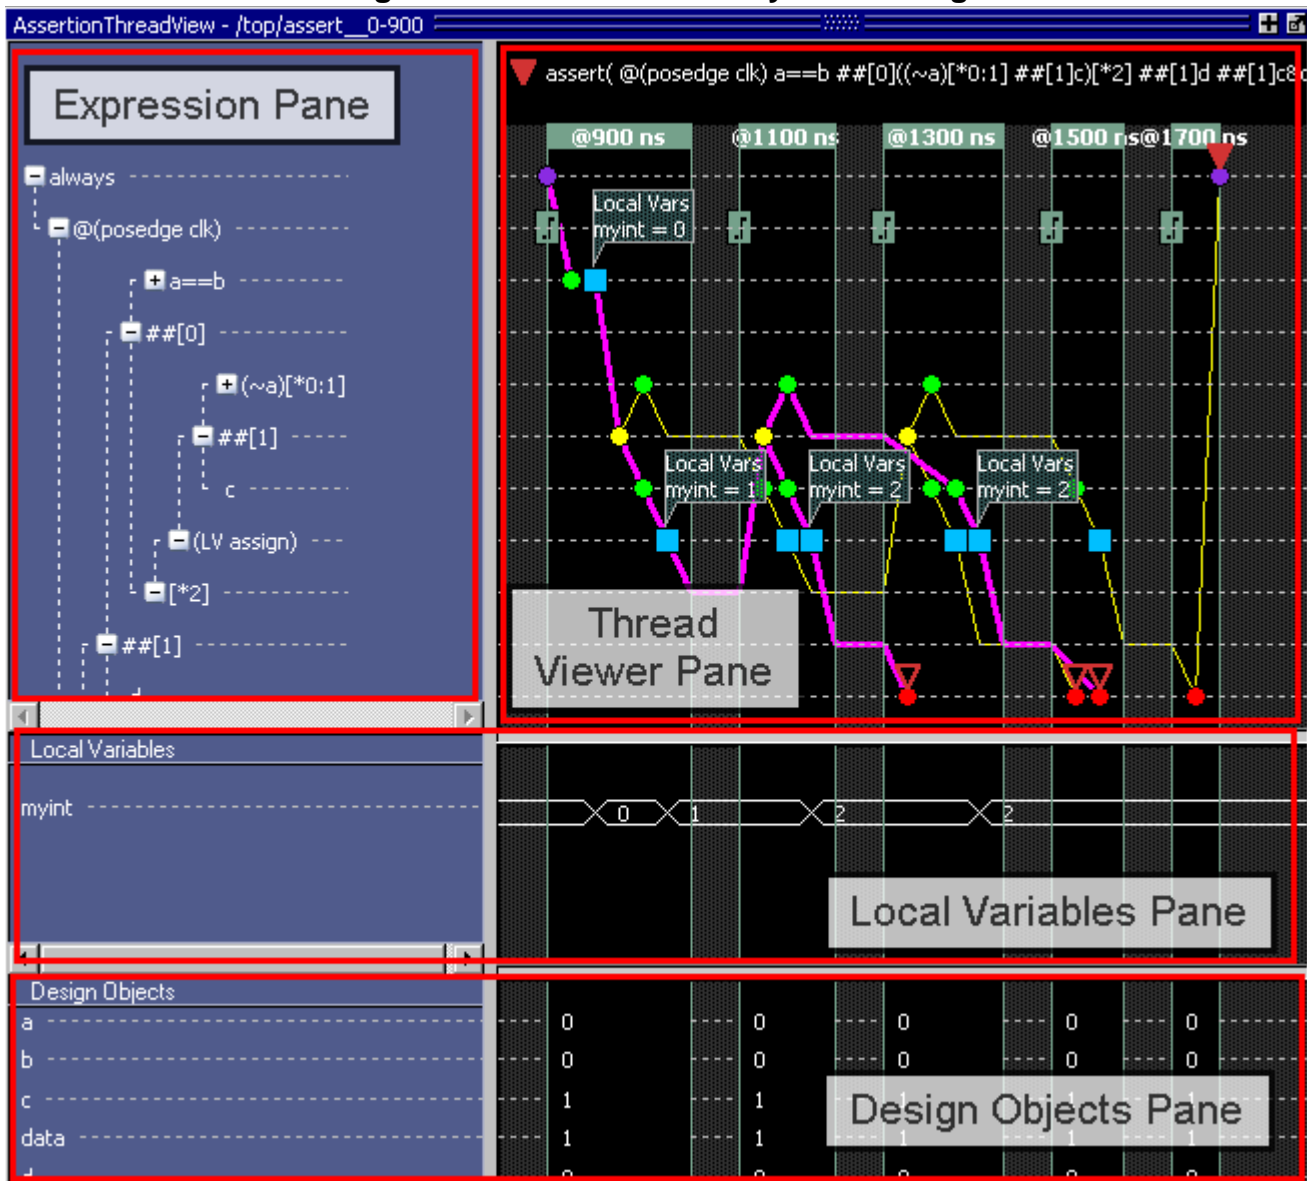 AssertionThreadView - /top/assert__0-900
Expression Pane
always
@(posedge clk)
a==b
##[0]
(~a)[*0:1]
##[1]
c
(LV assign)
[*2]
##[1]
assert( @(posedge clk) a==b ##[0]((~a)[*0:1] ##[1]c)[*2] ##[1]d ##[1]c
@900 ns @1100 ns @1300 ns @1500 ns @1700 ns
Local Vars
myint = 0
Local Vars
myint = 1
Local Vars
myint = 2
Local Vars
myint = 2
Thread
Viewer Pane
Local Variables
myint
0 1 2 2
Local Variables Pane
Design Objects
a 0 0 0 0 0
b 0 0 0 0 0
c 1 1
data 1 1 1 1 1
Design Objects Pane